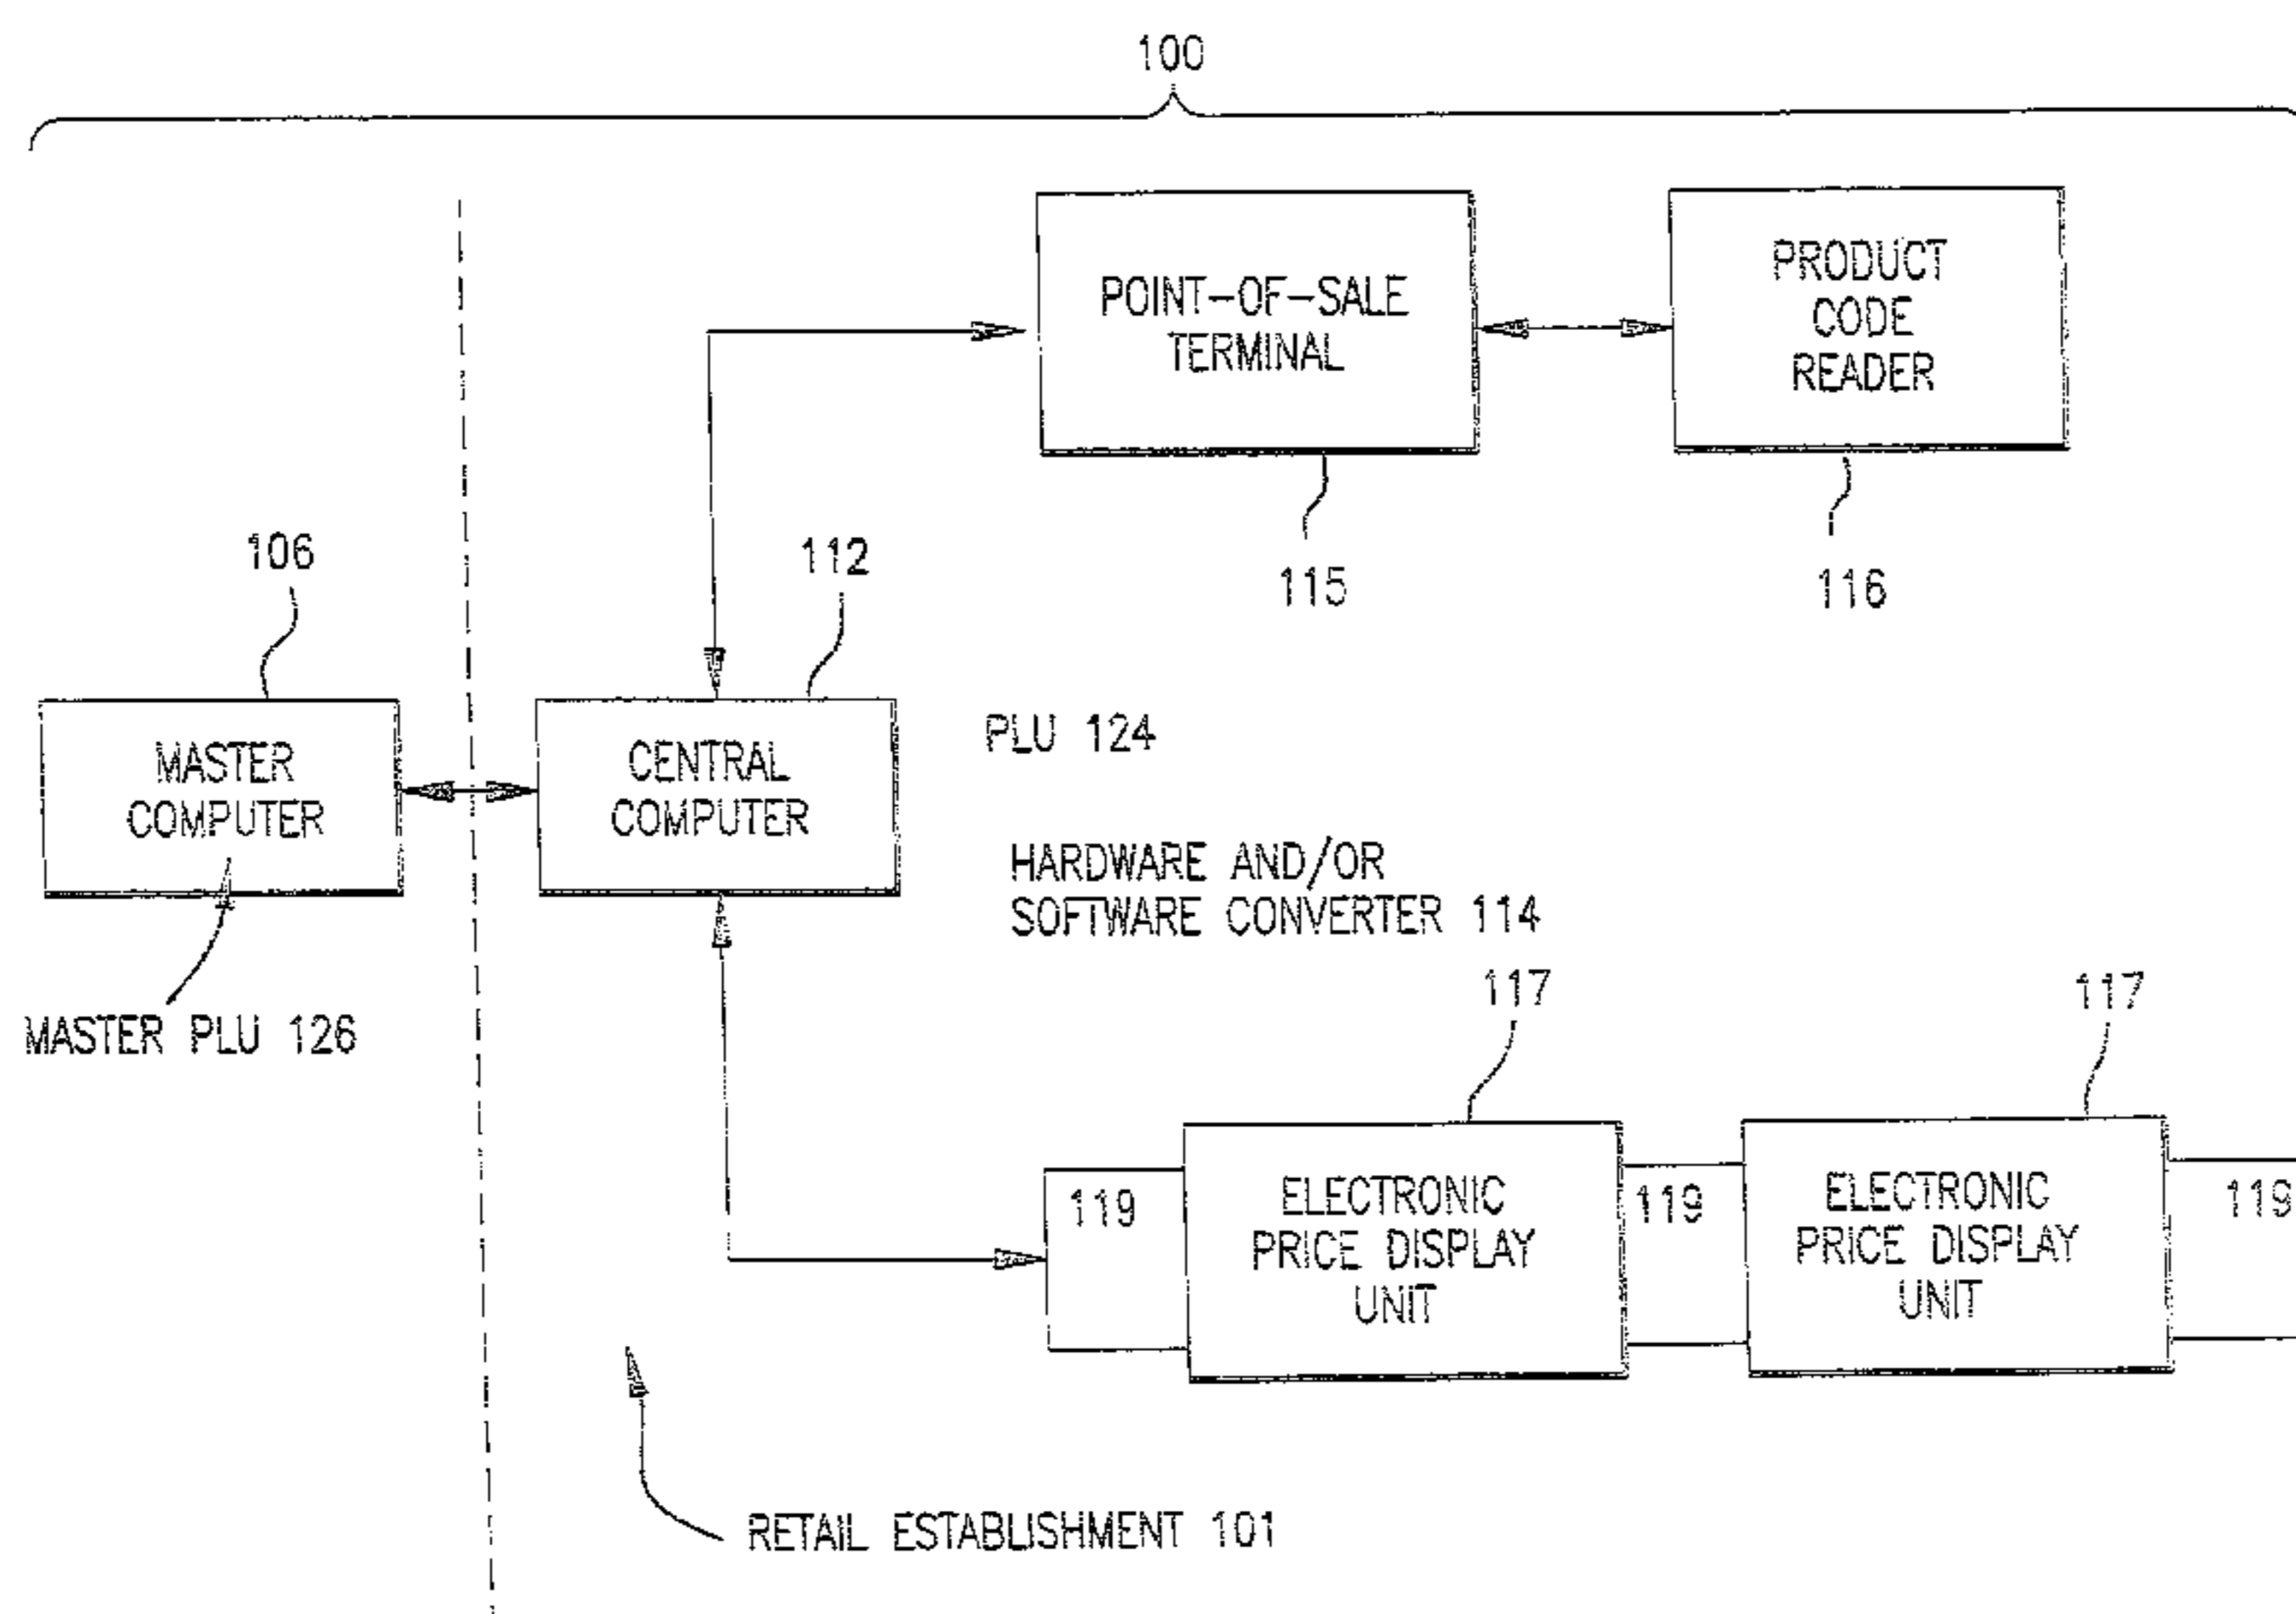 100
POINT-OF-SALE
TERMINAL
PRODUCT
CODE
READER
115
116
106
112
MASTER
COMPUTER
CENTRAL
COMPUTER
PLU 124
HARDWARE AND/OR
SOFTWARE CONVERTER 114
MASTER PLU 126
117
117
119
ELECTRONIC
PRICE DISPLAY
UNIT
119
ELECTRONIC
PRICE DISPLAY
UNIT
119
RETAIL ESTABLISHMENT 101